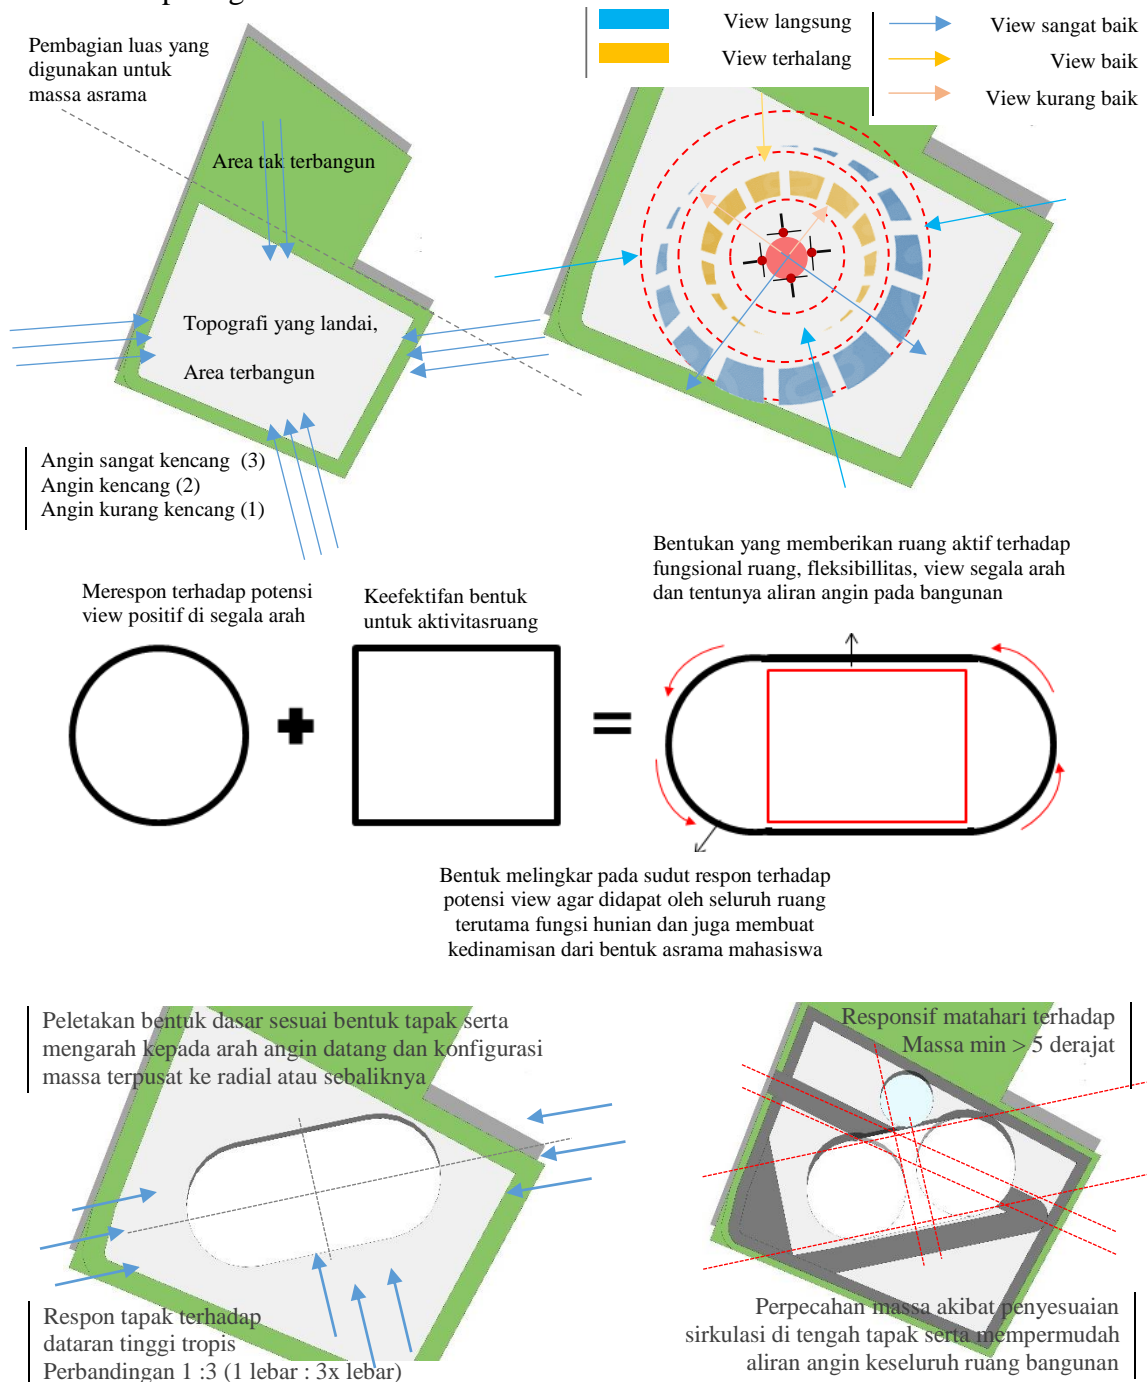 Pembagian luas yang
digunakan untuk
massa asrama
Area tak terbangun
Topografi yang landai,
Area terbangun
Angin sangat kencang  (3)
Angin kencang (2)
Angin kurang kencang (1)
View langsung
View terhalang
View sangat baik
View baik
View kurang baik
Merespon terhadap potensi
view positif di segala arah
Keefektifan bentuk
untuk aktivitasruang
Bentukan yang memberikan ruang aktif terhadap
fungsional ruang, fleksibillitas, view segala arah
dan tentunya aliran angin pada bangunan
Bentuk melingkar pada sudut respon terhadap
potensi view agar didapat oleh seluruh ruang
terutama fungsi hunian dan juga membuat
kedinamisan dari bentuk asrama mahasiswa
Peletakan bentuk dasar sesuai bentuk tapak serta
mengarah kepada arah angin datang dan konfigurasi
massa terpusat ke radial atau sebaliknya
Respon tapak terhadap
dataran tinggi tropis
Perbandingan 1 :3 (1 lebar : 3x lebar)
Responsif matahari terhadap
Massa min > 5 derajat
Perpecahan massa akibat penyesuaian
sirkulasi di tengah tapak serta mempermudah
aliran angin keseluruh ruang bangunan